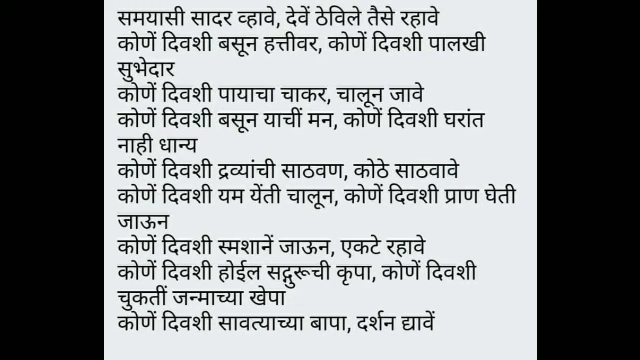 समयासी सादर व्हावे, देवें ठेविले तैसे रहावे
कोणें दिवशी बसून हत्तीवर, कोणें दिवशी पालखी
सुभेदार
कोणें दिवशी पायाचा चाकर, चालून जावे
कोणें दिवशी बसून याचीं मन, कोणें दिवशी घरांत
नाही धान्य
कोणें दिवशी द्रव्यांची साठवण, कोठे साठवावे
कोणें दिवशी यम येंती चालून, कोणें दिवशी प्राण घेती
जाऊन
कोणें दिवशी स्मशानें जाऊन, एकटे रहावे
कोणें दिवशी होईल सद्गुरूची कृपा, कोणें दिवशी
चुकतीं जन्माच्या खेपा
कोणें दिवशी सावत्याच्या बापा, दर्शन द्यावें